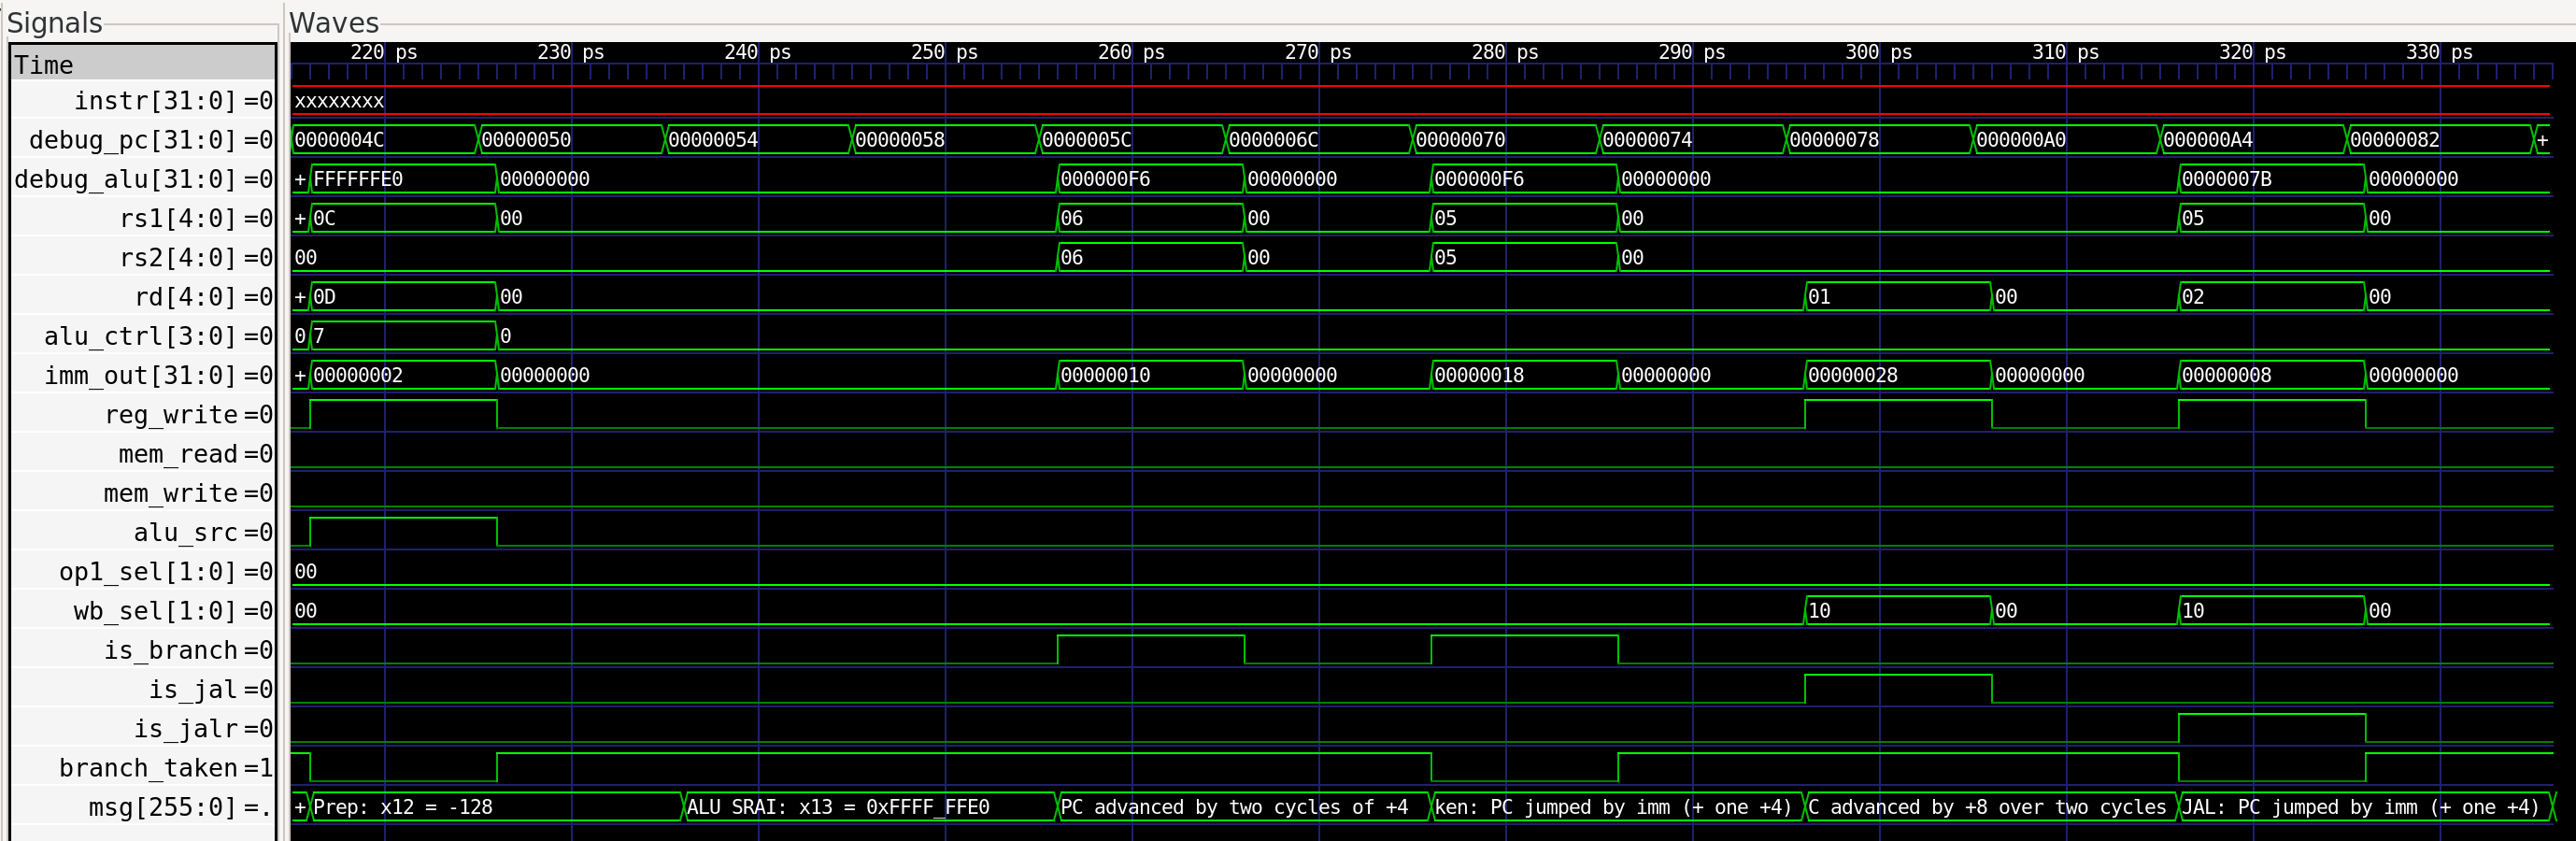 Signals Waves
Time 220 ps 230 ps 240 ps 250 ps 260 ps 270 ps 280 ps 290 ps 300 ps 310 ps 320 ps 330 ps
instr[31:0] =0 xxxxxxxx
debug_pc[31:0] =0 0000004C 00000050 00000054 00000058 0000005C 0000006C 00000070 00000074 00000078 000000A0 000000A4 00000082 +
debug_alu[31:0] =0 + FFFFFFE0 00000000 000000F6 00000000 000000F6 00000000 0000007B 00000000
rs1[4:0] =0 + 0C 00 06 00 05 00 05 00
rs2[4:0] =0 00 06 00 05 00
rd[4:0] =0 + 0D 00 01 00 02 00
alu_ctrl[3:0] =0 0 7 0
imm_out[31:0] =0 + 00000002 00000000 00000010 00000000 00000018 00000000 00000028 00000000 00000008 00000000
reg_write =0
mem_read =0
mem_write =0
alu_src =0
op1_sel[1:0] =0 00
wb_sel[1:0] =0 00 10 00 10 00
is_branch =0
is_jal =0
is_jalr =0
branch_taken =1
msg[255:0] =. + Prep: x12 = -128 ALU SRAI: x13 = 0xFFFF_FFE0 PC advanced by two cycles of +4 ken: PC jumped by imm (+ one +4) C advanced by +8 over two cycles JAL: PC jumped by imm (+ one +4)